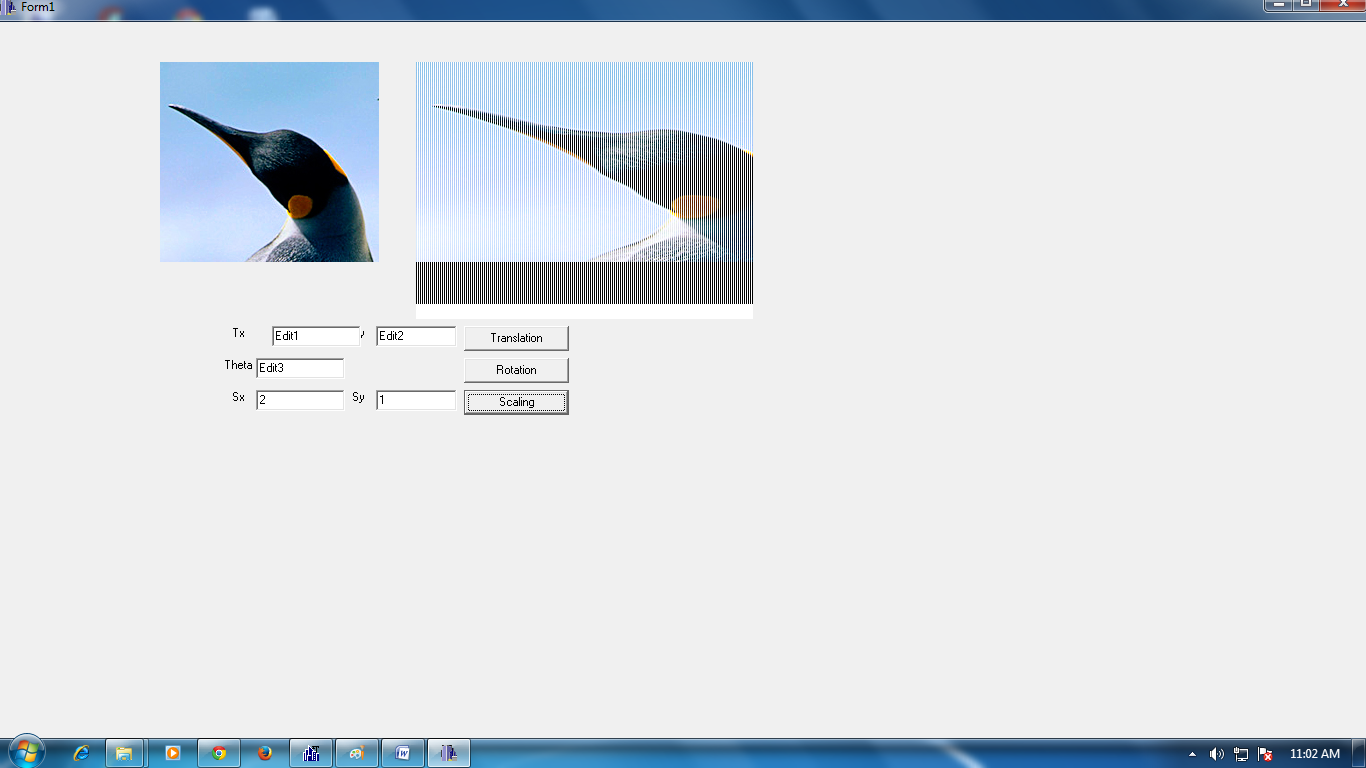 Form1
Tx Edit1 Edit2 Translation
Theta Edit3 Rotation
Sx 2 Sy 1 Scaling
11:02 AM